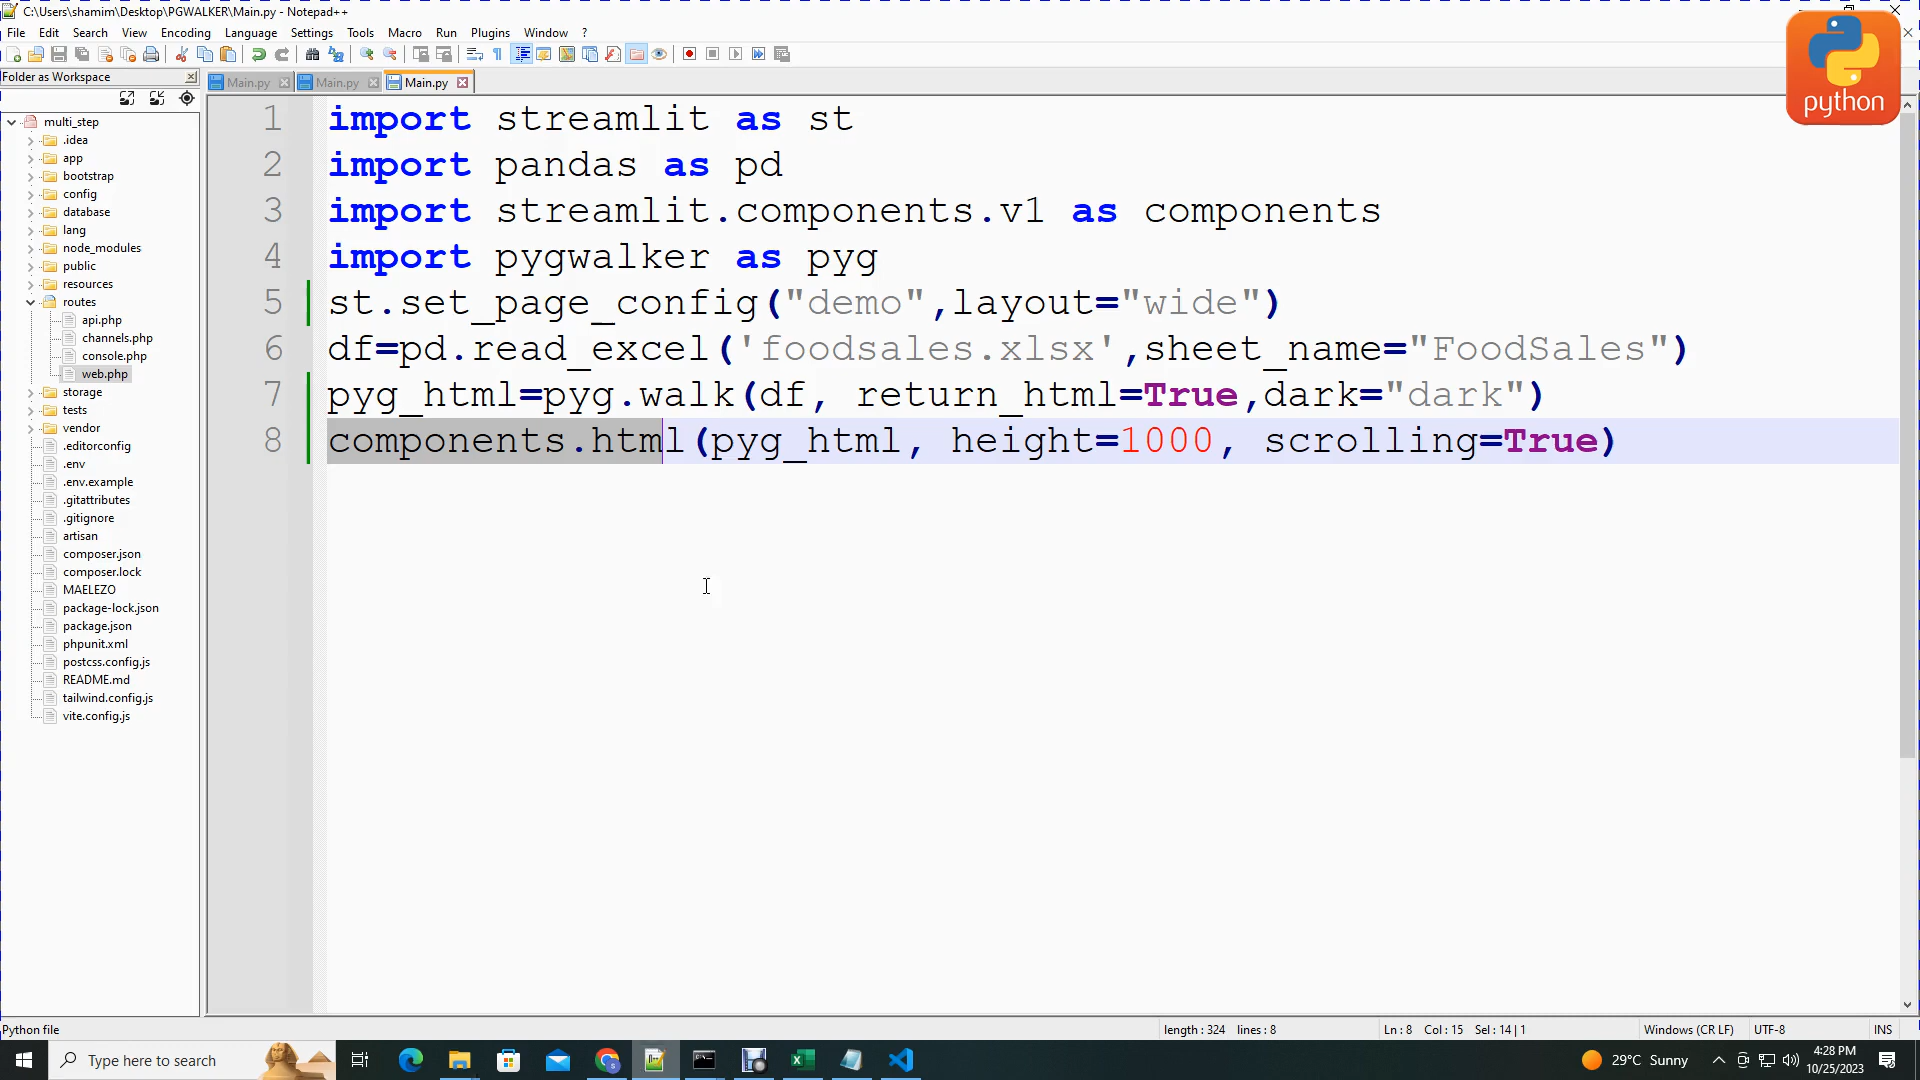 C:\Users\shamim\Desktop\PGWALKER\Main.py - Notepad++
File Edit Search View Encoding Language Settings Tools Macro Run Plugins Window ?
Folder as Workspace
Main.py Main.py Main.py
python
multi_step
.idea
app
bootstrap
config
database
lang
node_modules
public
resources
routes
api.php
channels.php
console.php
web.php
storage
tests
vendor
.editorconfig
.env
.env.example
.gitattributes
.gitignore
artisan
composer.json
composer.lock
MAELEZO
package-lock.json
package.json
phpunit.xml
postcss.config.js
README.md
tailwind.config.js
vite.config.js
1 import streamlit as st
2 import pandas as pd
3 import streamlit.components.v1 as components
4 import pygwalker as pyg
5 st.set_page_config("demo",layout="wide")
6 df=pd.read_excel('foodsales.xlsx',sheet_name="FoodSales")
7 pyg_html=pyg.walk(df, return_html=True,dark="dark")
8 components.html(pyg_html, height=1000, scrolling=True)
Python file length : 324 lines : 8 Ln : 8 Col : 15 Sel : 14 | 1 Windows (CR LF) UTF-8 INS
Type here to search 29°C Sunny 4:28 PM
10/25/2023